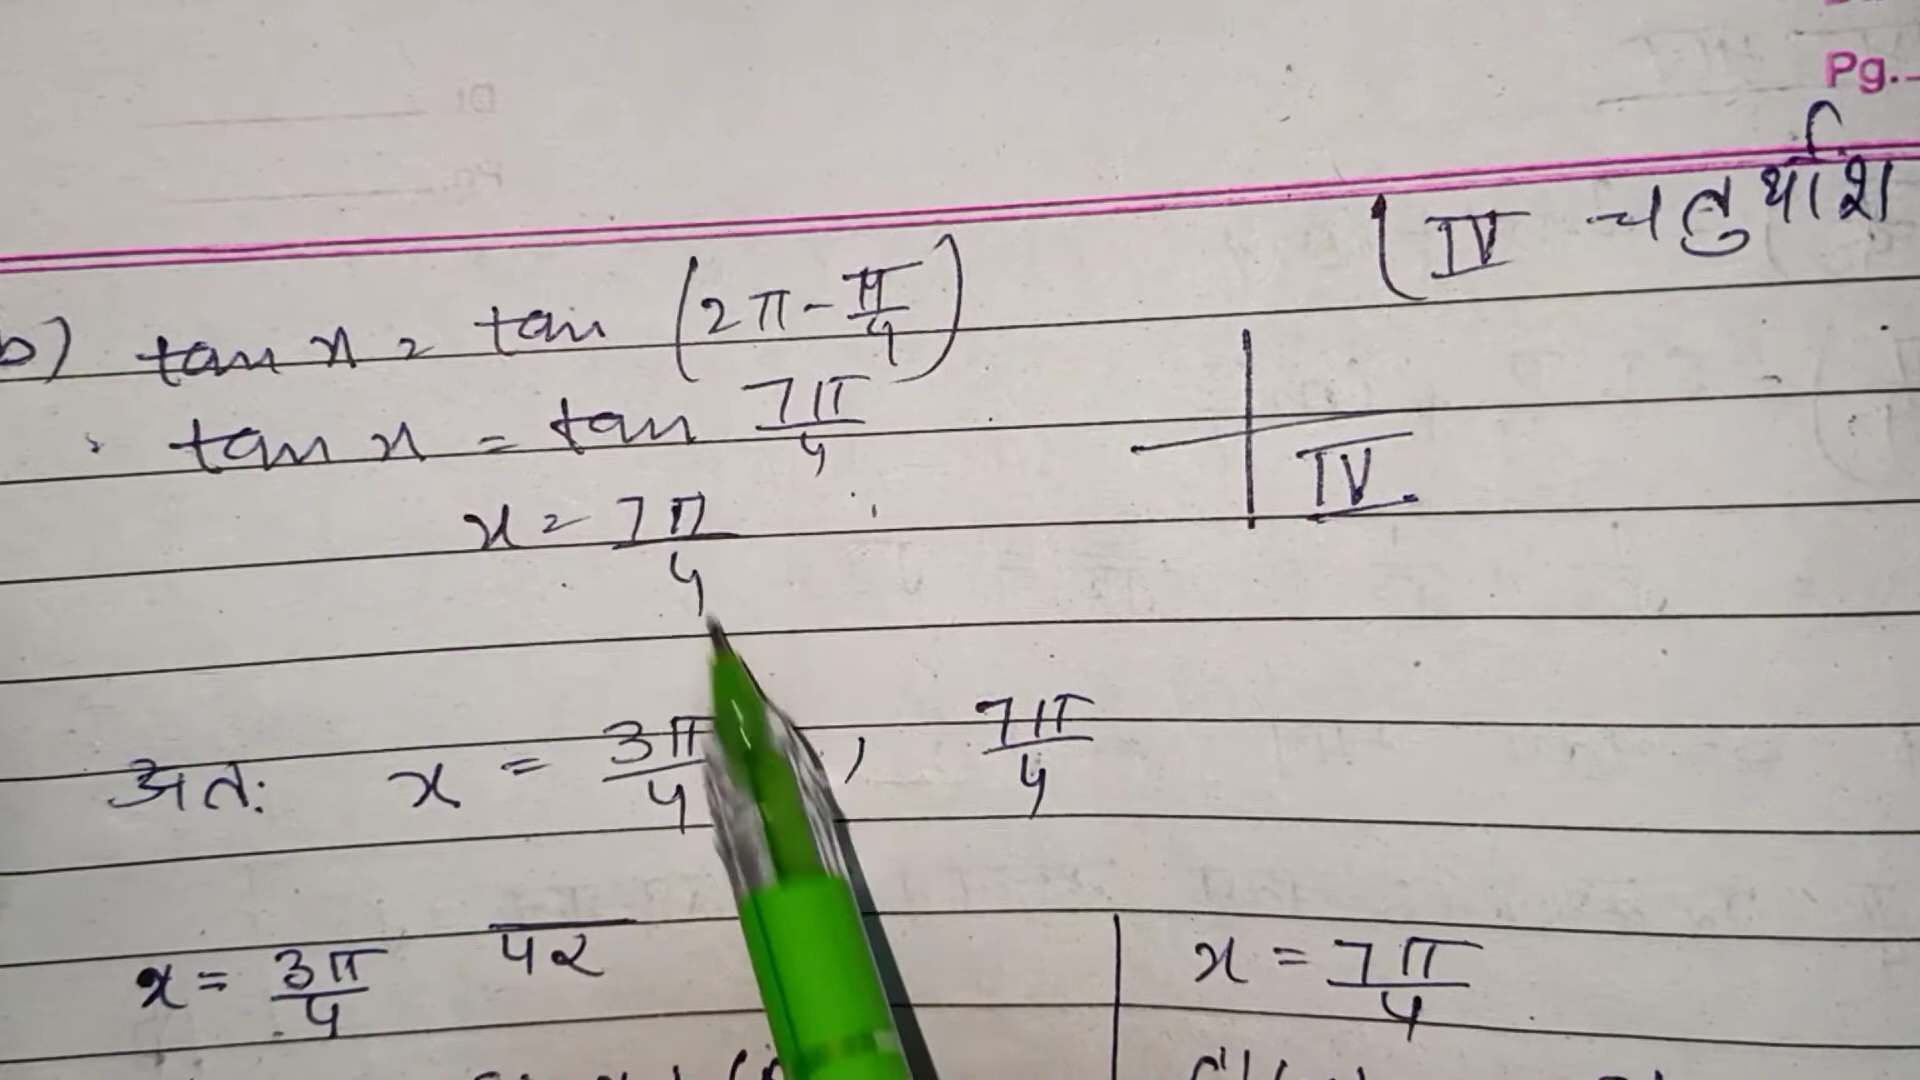 Pg.
(IV चतुर्थांश
b) tan x = tan (2π - π/4)
tan x = tan 7π/4
IV
x = 7π/4
अतः x = 3π/4 , 7π/4
x = 3π/4 पर
x = 7π/4